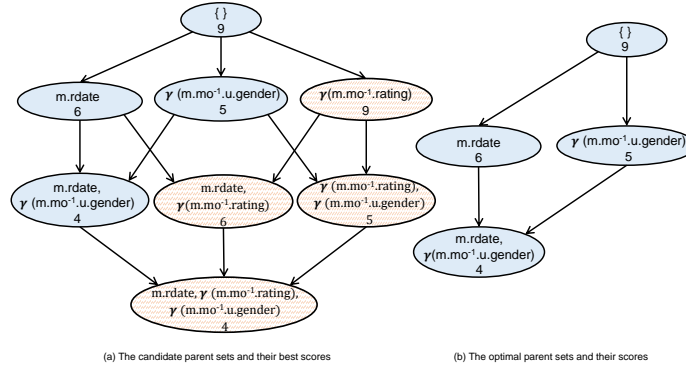 { }
9
m.rdate
6
γ (m.mo⁻¹.u.gender)
5
γ(m.mo⁻¹.rating)
9
m.rdate,
γ (m.mo⁻¹.u.gender)
4
m.rdate,
γ(m.mo⁻¹.rating)
6
γ (m.mo⁻¹.rating),
γ (m.mo⁻¹.u.gender)
5
m.rdate, γ (m.mo⁻¹.rating),
γ (m.mo⁻¹.u.gender)
4
(a) The candidate parent sets and their best scores
{ }
9
m.rdate
6
γ (m.mo⁻¹.u.gender)
5
m.rdate,
γ(m.mo⁻¹.u.gender)
4
(b) The optimal parent sets and their scores